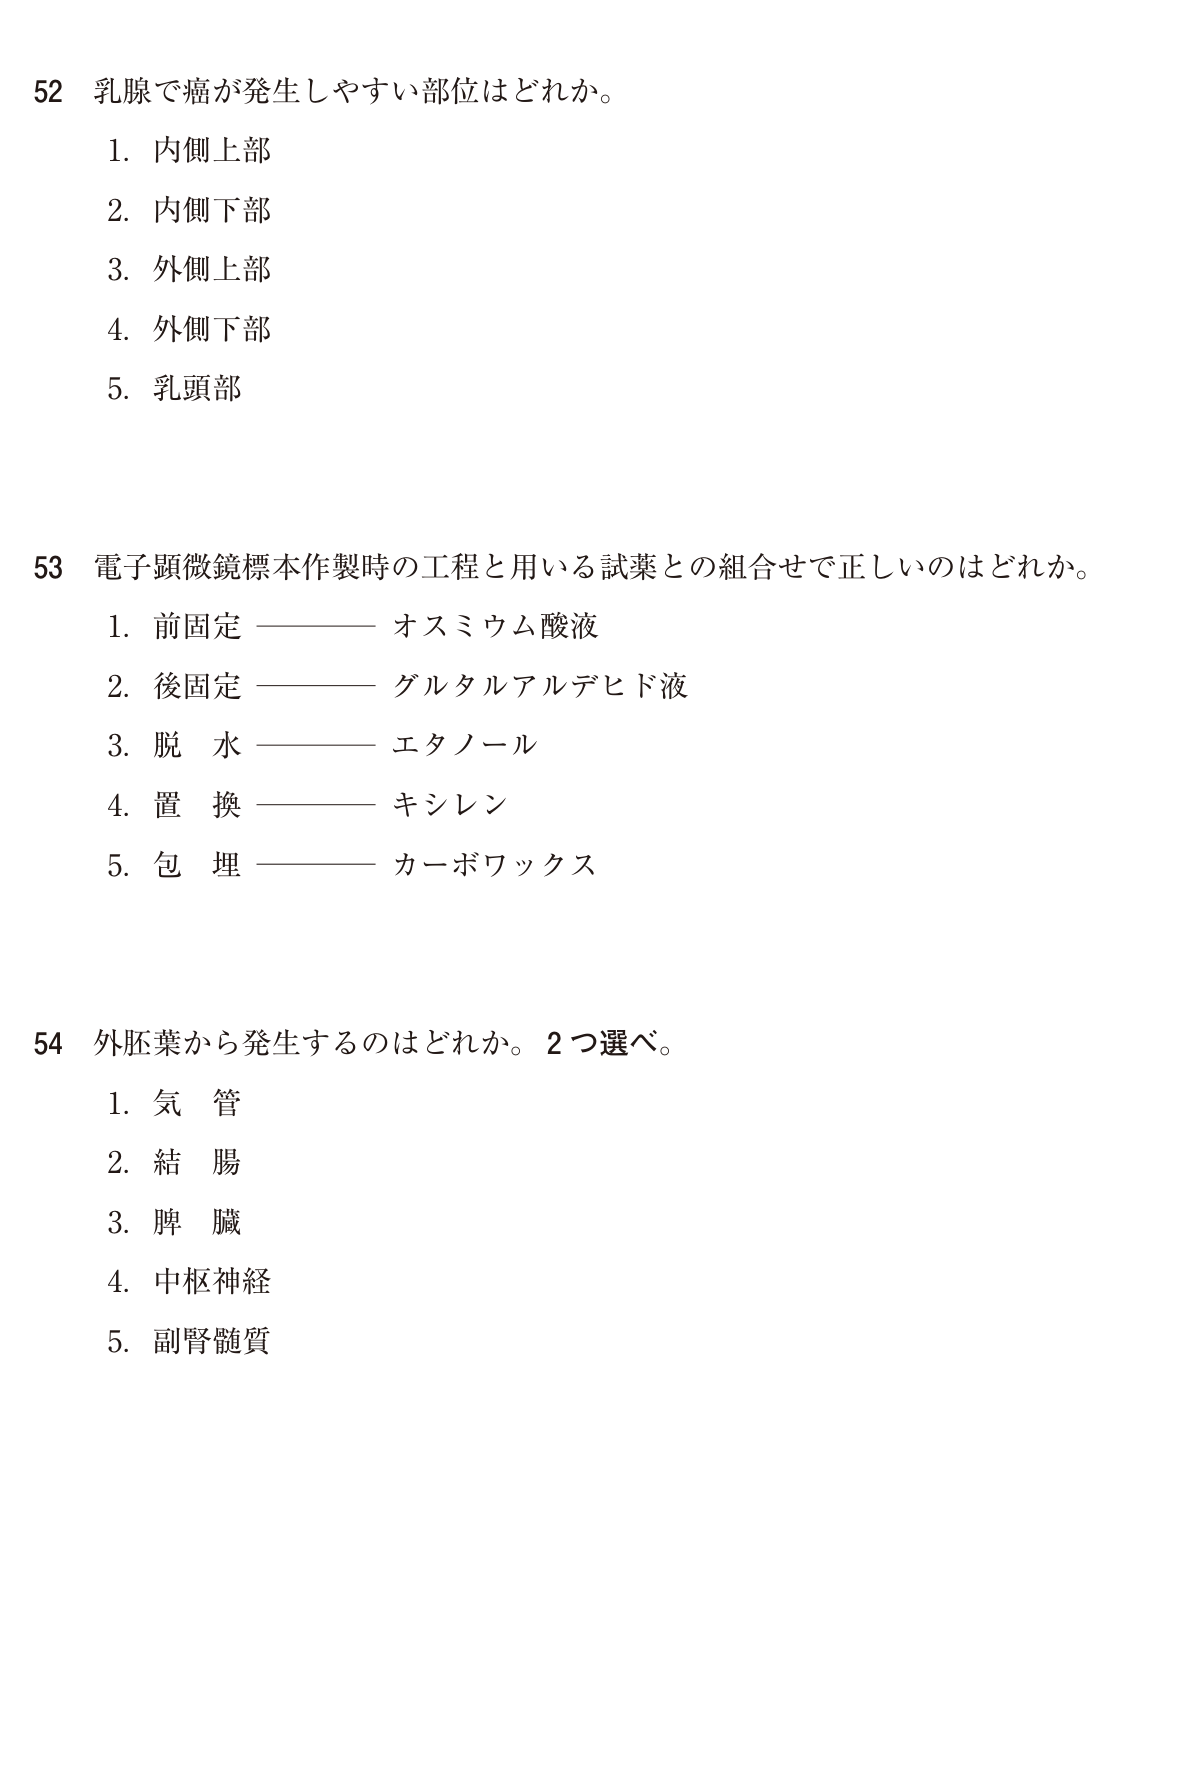 52 乳腺で癌が発生しやすい部位はどれか。
1. 内側上部
2. 内側下部
3. 外側上部
4. 外側下部
5. 乳頭部
53 電子顕微鏡標本作製時の工程と用いる試薬との組合せで正しいのはどれか。
1. 前固定 ──── オスミウム酸液
2. 後固定 ──── グルタルアルデヒド液
3. 脱　水 ──── エタノール
4. 置　換 ──── キシレン
5. 包　埋 ──── カーボワックス
54 外胚葉から発生するのはどれか。2つ選べ。
1. 気　管
2. 結　腸
3. 脾　臓
4. 中枢神経
5. 副腎髄質